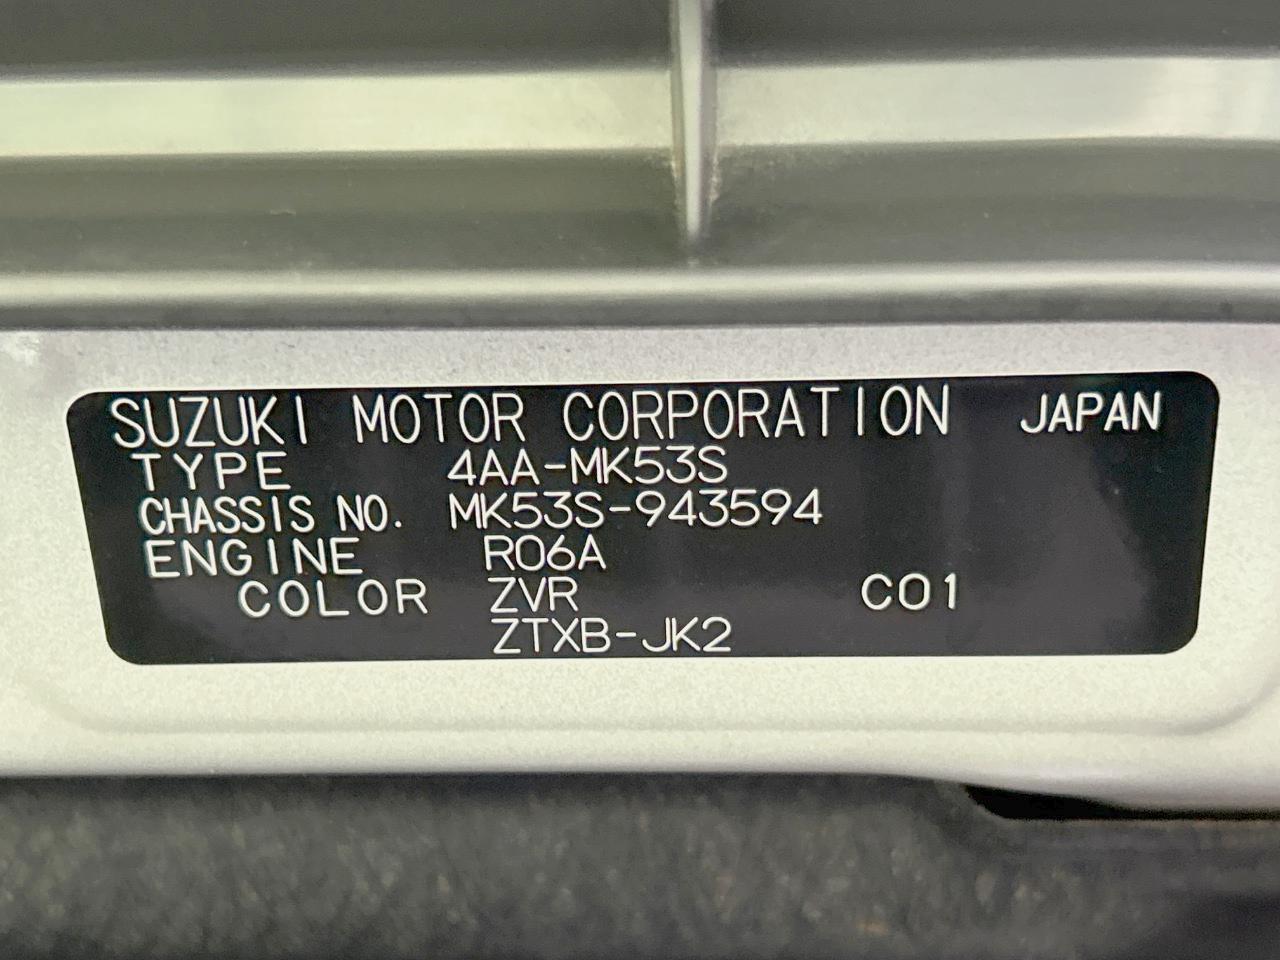 SUZUKI MOTOR CORPORATION JAPAN
TYPE 4AA-MK53S
CHASSIS NO. MK53S-943594
ENGINE R06A
COLOR ZVR C01
ZTXB-JK2